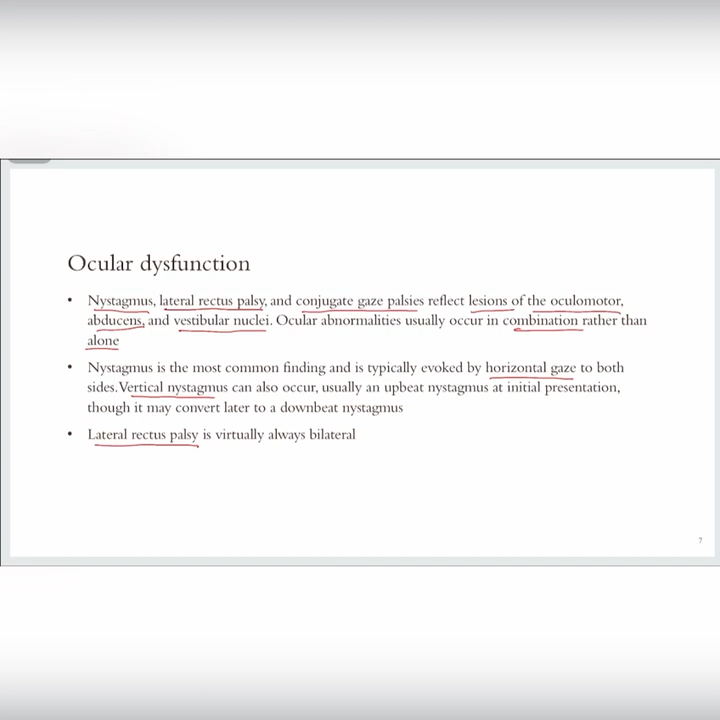 Ocular dysfunction
• Nystagmus, lateral rectus palsy, and conjugate gaze palsies reflect lesions of the oculomotor,
abducens, and vestibular nuclei. Ocular abnormalities usually occur in combination rather than
alone
• Nystagmus is the most common finding and is typically evoked by horizontal gaze to both
sides. Vertical nystagmus can also occur, usually an upbeat nystagmus at initial presentation,
though it may convert later to a downbeat nystagmus
• Lateral rectus palsy is virtually always bilateral
7